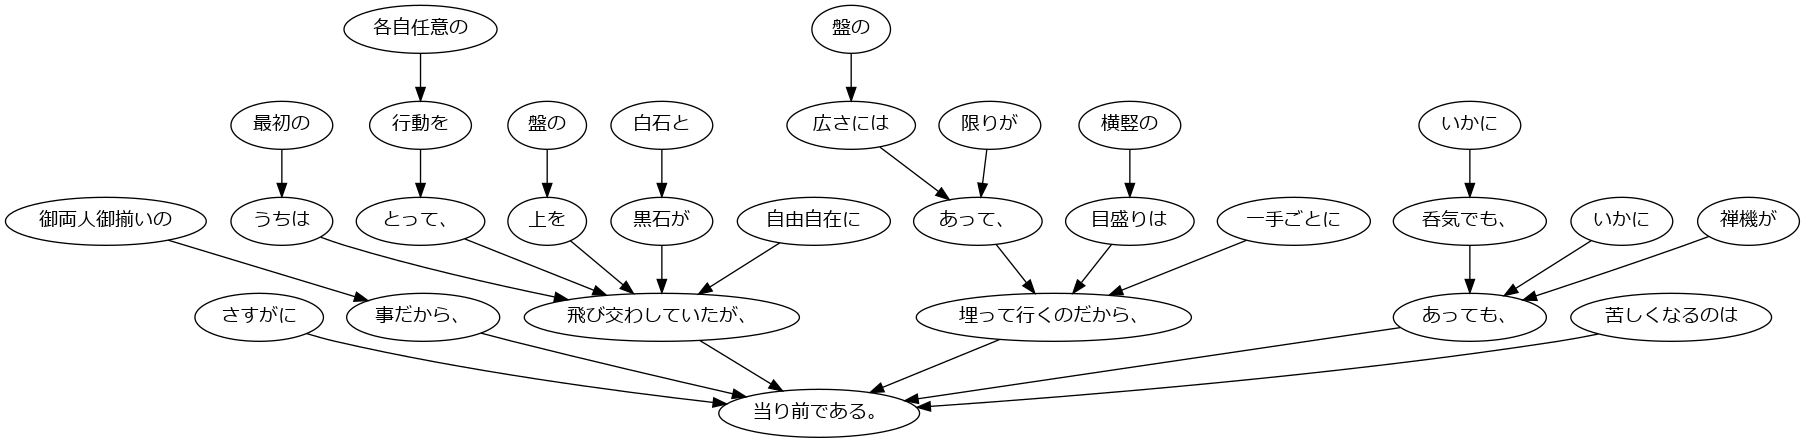 各自任意の
盤の
最初の
行動を
盤の
白石と
広さには
限りが
横竪の
いかに
御両人御揃いの
うちは
とって、
上を
黒石が
自由自在に
あって、
目盛りは
一手ごとに
呑気でも、
いかに
禅機が
さすがに
事だから、
飛び交わしていたが、
埋って行くのだから、
あっても、
苦しくなるのは
当り前である。